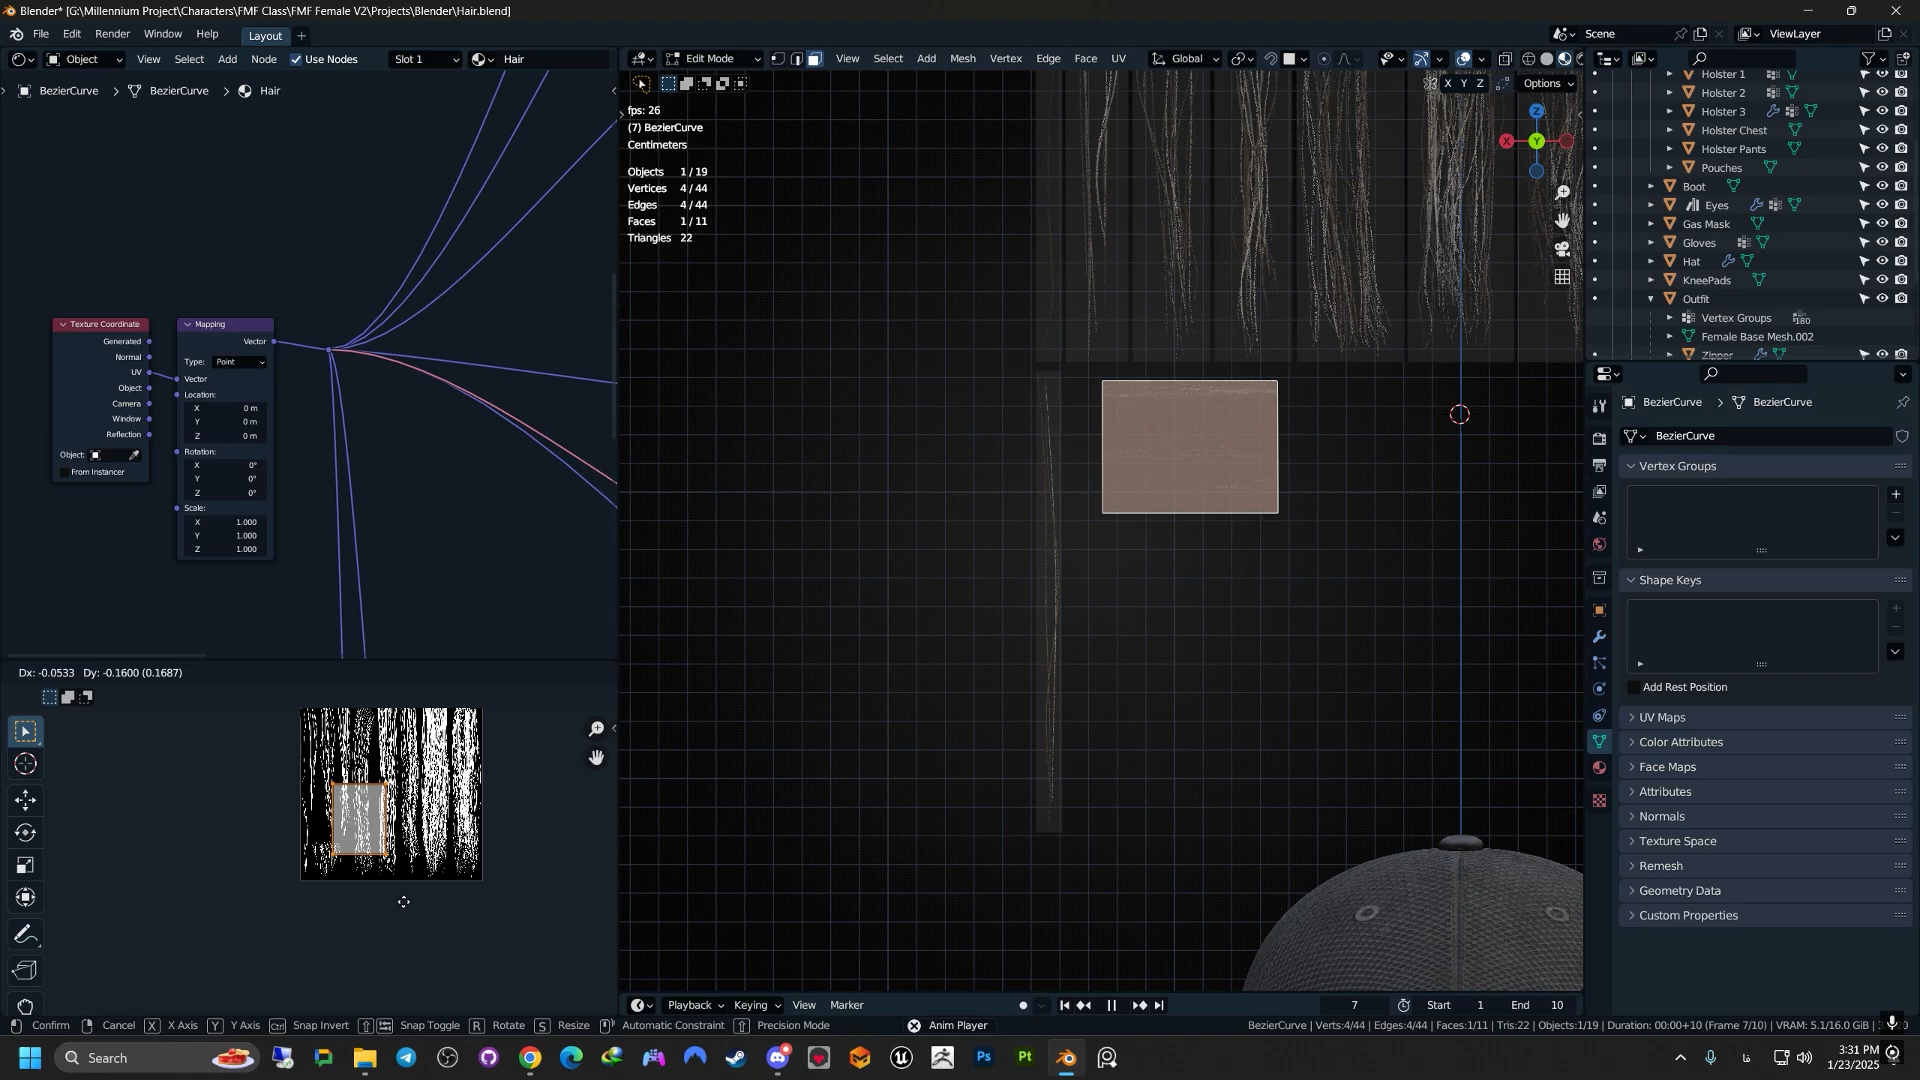 Blender* [G:\Millennium Project\Characters\FMF Class\FMF Female V2\Projects\Blender\Hair.blend]
File Edit Render Window Help Layout + Scene ViewLayer
Object View Select Add Node Use Nodes Slot 1 Hair
Edit Mode View Select Add Mesh Vertex Edge Face UV Global
BezierCurve > BezierCurve > Hair
X Y Z Options
fps: 26
(7) BezierCurve
Centimeters
Objects 1 / 19
Vertices 4 / 44
Edges 4 / 44
Faces 1 / 11
Triangles 22
Z
X
Y
Texture Coordinate
Generated
Normal
UV
Object
Camera
Window
Reflection
Object:
From Instancer
Mapping
Vector
Type: Point
Vector
Location:
X 0 m
Y 0 m
Z 0 m
Rotation:
X 0°
Y 0°
Z 0°
Scale:
X 1.000
Y 1.000
Z 1.000
Dx: -0.0533 Dy: -0.1600 (0.1687)
Holster 1
Holster 2
Holster 3
Holster Chest
Holster Pants
Pouches
Boot
Eyes
Gas Mask
Gloves
Hat
KneePads
Outfit
Vertex Groups 180
Female Base Mesh.002
Zipper
BezierCurve > BezierCurve
BezierCurve
Vertex Groups
Shape Keys
Add Rest Position
UV Maps
Color Attributes
Face Maps
Attributes
Normals
Texture Space
Remesh
Geometry Data
Custom Properties
Playback Keying View Marker 7 Start 1 End 10
Confirm Cancel X X Axis Y Y Axis Ctrl Snap Invert Snap Toggle R Rotate S Resize Automatic Constraint Precision Mode Anim Player
BezierCurve | Verts:4/44 | Edges:4/44 | Faces:1/11 | Tris:22 | Objects:1/19 | Duration: 00:00+10 (Frame 7/10) | VRAM: 5.1/16.0 GiB |
Search Ps Pt
فا
3:31 PM
1/23/2025